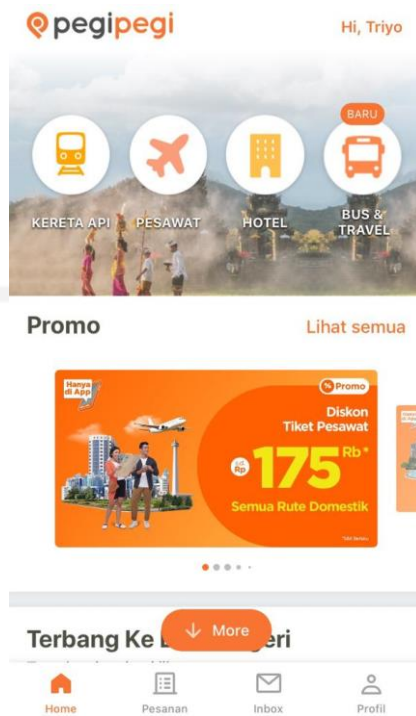 pegipegi
Hi, Triyo
BARU
KERETA API
PESAWAT
HOTEL
BUS &
TRAVEL
Promo
Lihat semua
Hanya
di App
Promo
Diskon
Tiket Pesawat
Rp
175 Rb*
Semua Rute Domestik
Terbang Ke
eri
More
Home
Pesanan
Inbox
Profil